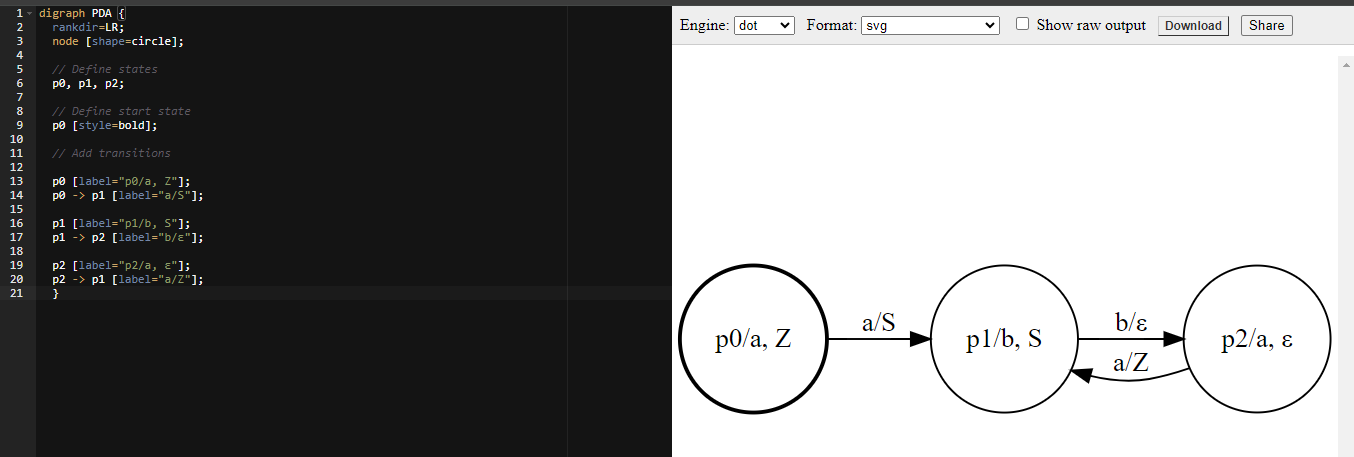 1 digraph PDA {
2 rankdir=LR;
3 node [shape=circle];
4
5 // Define states
6 p0, p1, p2;
7
8 // Define start state
9 p0 [style=bold];
10
11 // Add transitions
12
13 p0 [label="p0/a, Z"];
14 p0 -> p1 [label="a/S"];
15
16 p1 [label="p1/b, S"];
17 p1 -> p2 [label="b/ε"];
18
19 p2 [label="p2/a, ε"];
20 p2 -> p1 [label="a/Z"];
21 }
Engine: dot Format: svg Show raw output Download Share
p0/a, Z a/S p1/b, S b/ε p2/a, ε
a/Z